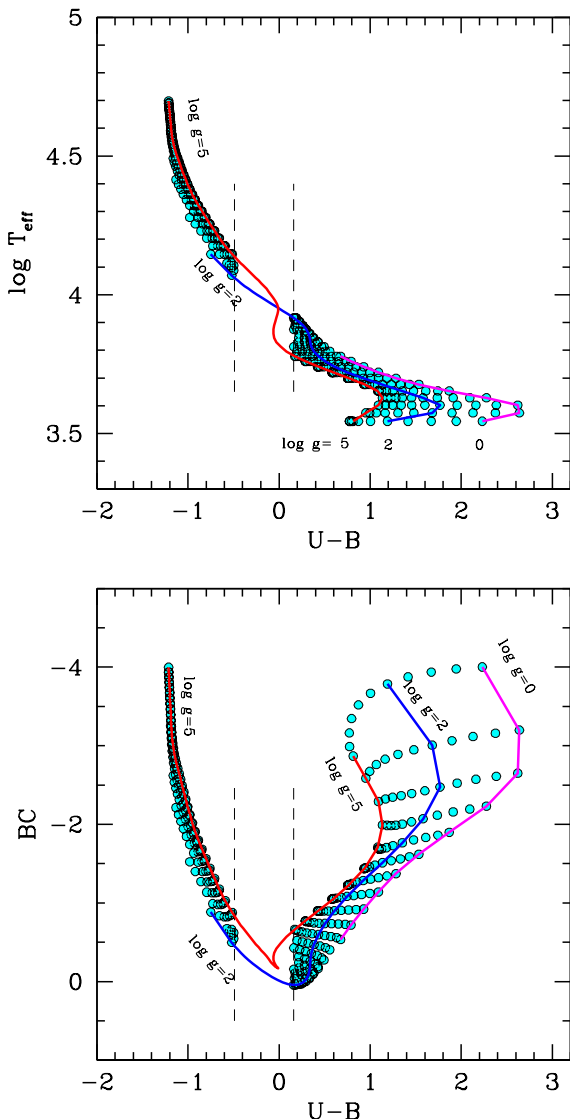 5
4.5
4
3.5
log T_eff
log g=5
log g=2
log g= 5 2 0
-2 -1 0 1 2 3
U-B
-4
-2
0
BC
log g=5
log g=2
log g=5
log g=2
log g=0
-2 -1 0 1 2 3
U-B